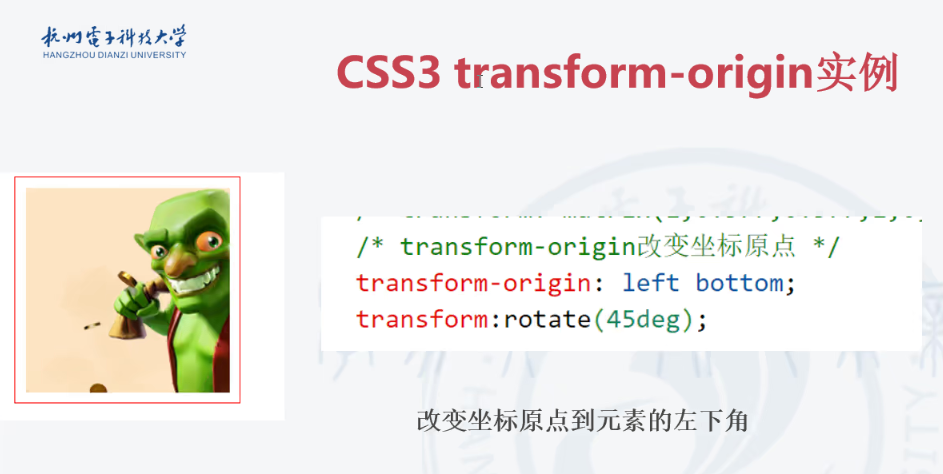 杭州电子科技大学
HANGZHOU DIANZI UNIVERSITY
CSS3 transform-origin实例
/* transform-origin改变坐标原点 */
transform-origin: left bottom;
transform:rotate(45deg);
改变坐标原点到元素的左下角